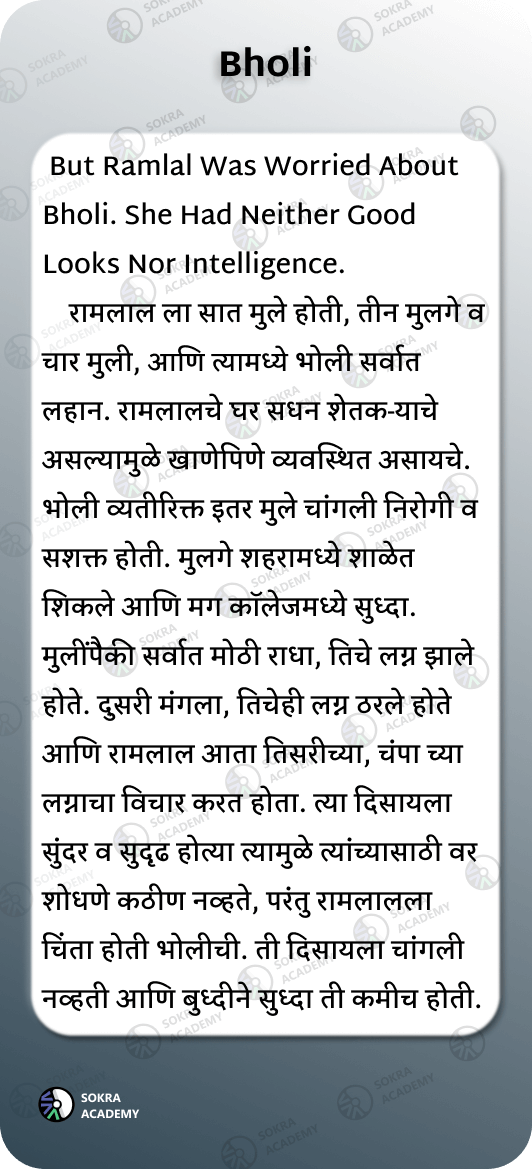 Bholi
But Ramlal Was Worried About
Bholi. She Had Neither Good
Looks Nor Intelligence.
रामलाल ला सात मुले होती, तीन मुलगे व
चार मुली, आणि त्यामध्ये भोली सर्वात
लहान. रामलालचे घर सधन शेतक-याचे
असल्यामुळे खाणेपिणे व्यवस्थित असायचे.
भोली व्यतीरिक्त इतर मुले चांगली निरोगी व
सशक्त होती. मुलगे शहरामध्ये शाळेत
शिकले आणि मग कॉलेजमध्ये सुध्दा.
मुलींपैकी सर्वात मोठी राधा, तिचे लग्न झाले
होते. दुसरी मंगला, तिचेही लग्न ठरले होते
आणि रामलाल आता तिसरीच्या, चंपा च्या
लग्नाचा विचार करत होता. त्या दिसायला
सुंदर व सुदृढ होत्या त्यामुळे त्यांच्यासाठी वर
शोधणे कठीण नव्हते, परंतु रामलालला
चिंता होती भोलीची. ती दिसायला चांगली
नव्हती आणि बुध्दीने सुध्दा ती कमीच होती.
SOKRA
ACADEMY